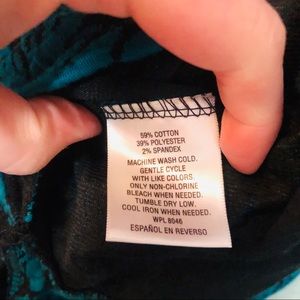 59% COTTON
39% POLYESTER
2% SPANDEX
MACHINE WASH COLD.
GENTLE CYCLE
WITH LIKE COLORS.
ONLY NON-CHLORINE
BLEACH WHEN NEEDED.
TUMBLE DRY LOW.
COOL IRON WHEN NEEDED.
WPL 8046
ESPAÑOL EN REVERSO